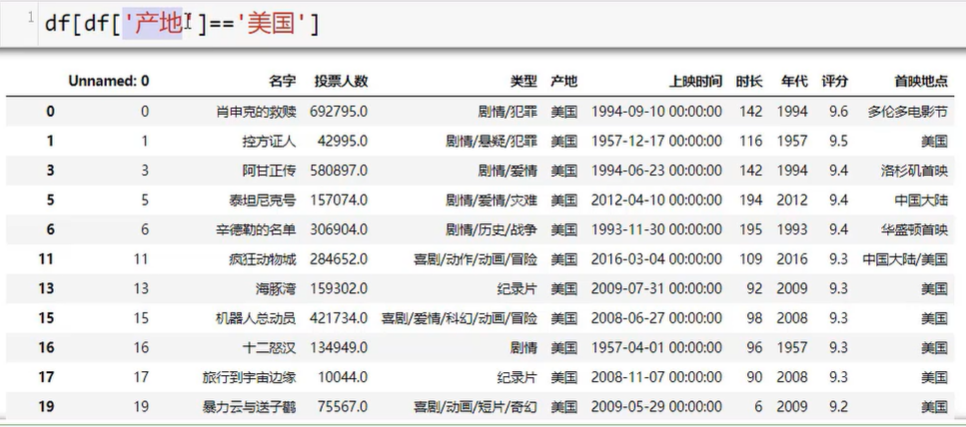 1 df[df['产地']=='美国']
Unnamed: 0 名字 投票人数 类型 产地 上映时间 时长 年代 评分 首映地点
0 0 肖申克的救赎 692795.0 剧情/犯罪 美国 1994-09-10 00:00:00 142 1994 9.6 多伦多电影节
1 1 控方证人 42995.0 剧情/悬疑/犯罪 美国 1957-12-17 00:00:00 116 1957 9.5 美国
3 3 阿甘正传 580897.0 剧情/爱情 美国 1994-06-23 00:00:00 142 1994 9.4 洛杉矶首映
5 5 泰坦尼克号 157074.0 剧情/爱情/灾难 美国 2012-04-10 00:00:00 194 2012 9.4 中国大陆
6 6 辛德勒的名单 306904.0 剧情/历史/战争 美国 1993-11-30 00:00:00 195 1993 9.4 华盛顿首映
11 11 疯狂动物城 284652.0 喜剧/动作/动画/冒险 美国 2016-03-04 00:00:00 109 2016 9.3 中国大陆/美国
13 13 海豚湾 159302.0 纪录片 美国 2009-07-31 00:00:00 92 2009 9.3 美国
15 15 机器人总动员 421734.0 喜剧/爱情/科幻/动画/冒险 美国 2008-06-27 00:00:00 98 2008 9.3 美国
16 16 十二怒汉 134949.0 剧情 美国 1957-04-01 00:00:00 96 1957 9.3 美国
17 17 旅行到宇宙边缘 10044.0 纪录片 美国 2008-11-07 00:00:00 90 2008 9.3 美国
19 19 暴力云与送子鹳 75567.0 喜剧/动画/短片/奇幻 美国 2009-05-29 00:00:00 6 2009 9.2 美国